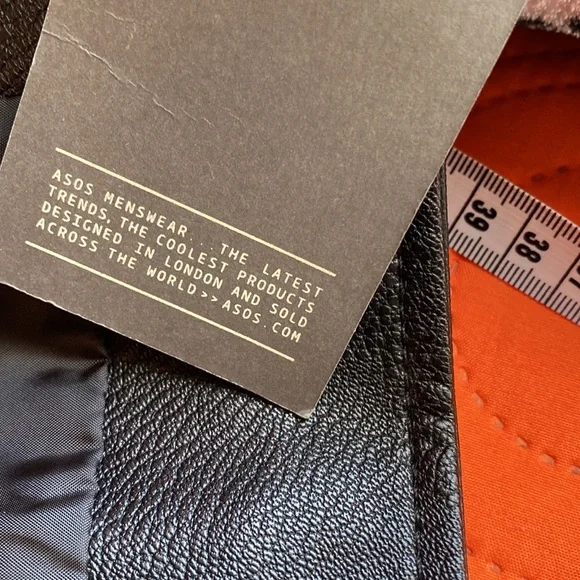 ASOS MENSWEAR ... THE LATEST
TRENDS, THE COOLEST PRODUCTS
DESIGNED IN LONDON AND SOLD
ACROSS THE WORLD >> ASOS.COM
39
38